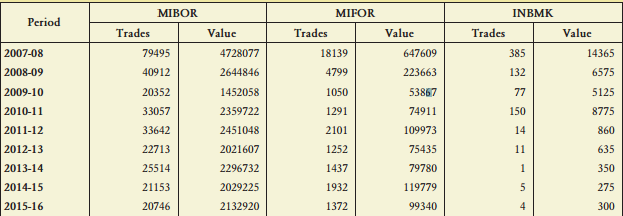 Period MIBOR MIFOR INBMK
Trades Value Trades Value Trades Value
2007-08 79495 4728077 18139 647609 385 14365
2008-09 40912 2644846 4799 223663 132 6575
2009-10 20352 1452058 1050 53867 77 5125
2010-11 33057 2359722 1291 74911 150 8775
2011-12 33642 2451048 2101 109973 14 860
2012-13 22713 2021607 1252 75435 11 635
2013-14 25514 2296732 1437 79780 1 350
2014-15 21153 2029225 1932 119779 5 275
2015-16 20746 2132920 1372 99340 4 300